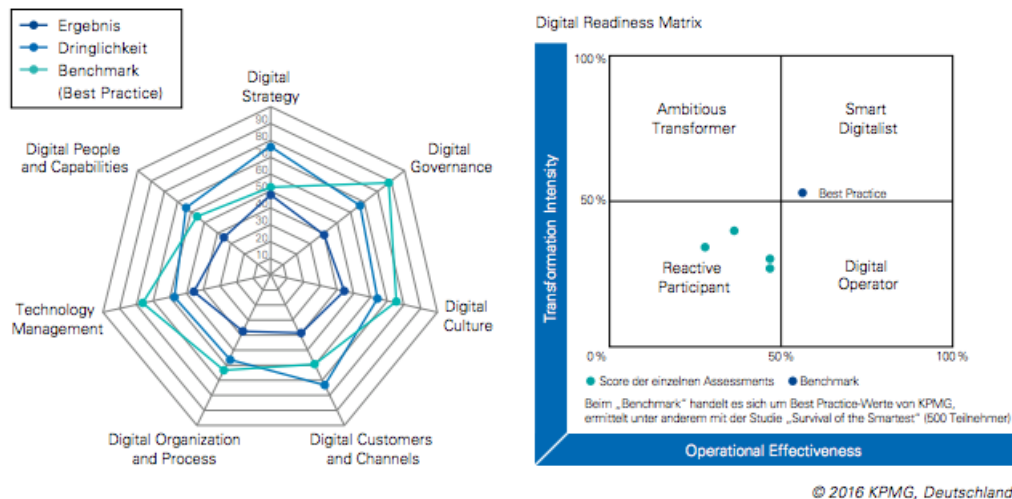 Ergebnis
Dringlichkeit
Benchmark
(Best Practice)
Digital
Strategy
Digital
Governance
Digital
Culture
Digital Customers
and Channels
Digital Organization
and Process
Technology
Management
Digital People
and Capabilities
90
80
70
60
50
40
30
20
10
Digital Readiness Matrix
Transformation Intensity
100 %
50 %
0 %
50 %
100 %
Ambitious
Transformer
Smart
Digitalist
Best Practice
Reactive
Participant
Digital
Operator
Score der einzelnen Assessments
Benchmark
Beim „Benchmark“ handelt es sich um Best Practice-Werte von KPMG,
ermittelt unter anderem mit der Studie „Survival of the Smartest“ (500 Teilnehmer)
Operational Effectiveness
© 2016 KPMG, Deutschland